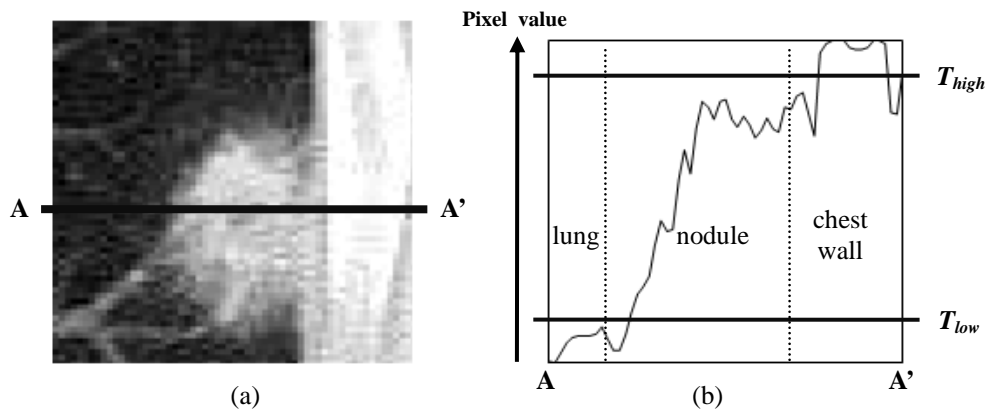 Pixel value
T_high
A
A’
lung
nodule
chest
wall
T_low
A
A’
(a)
(b)